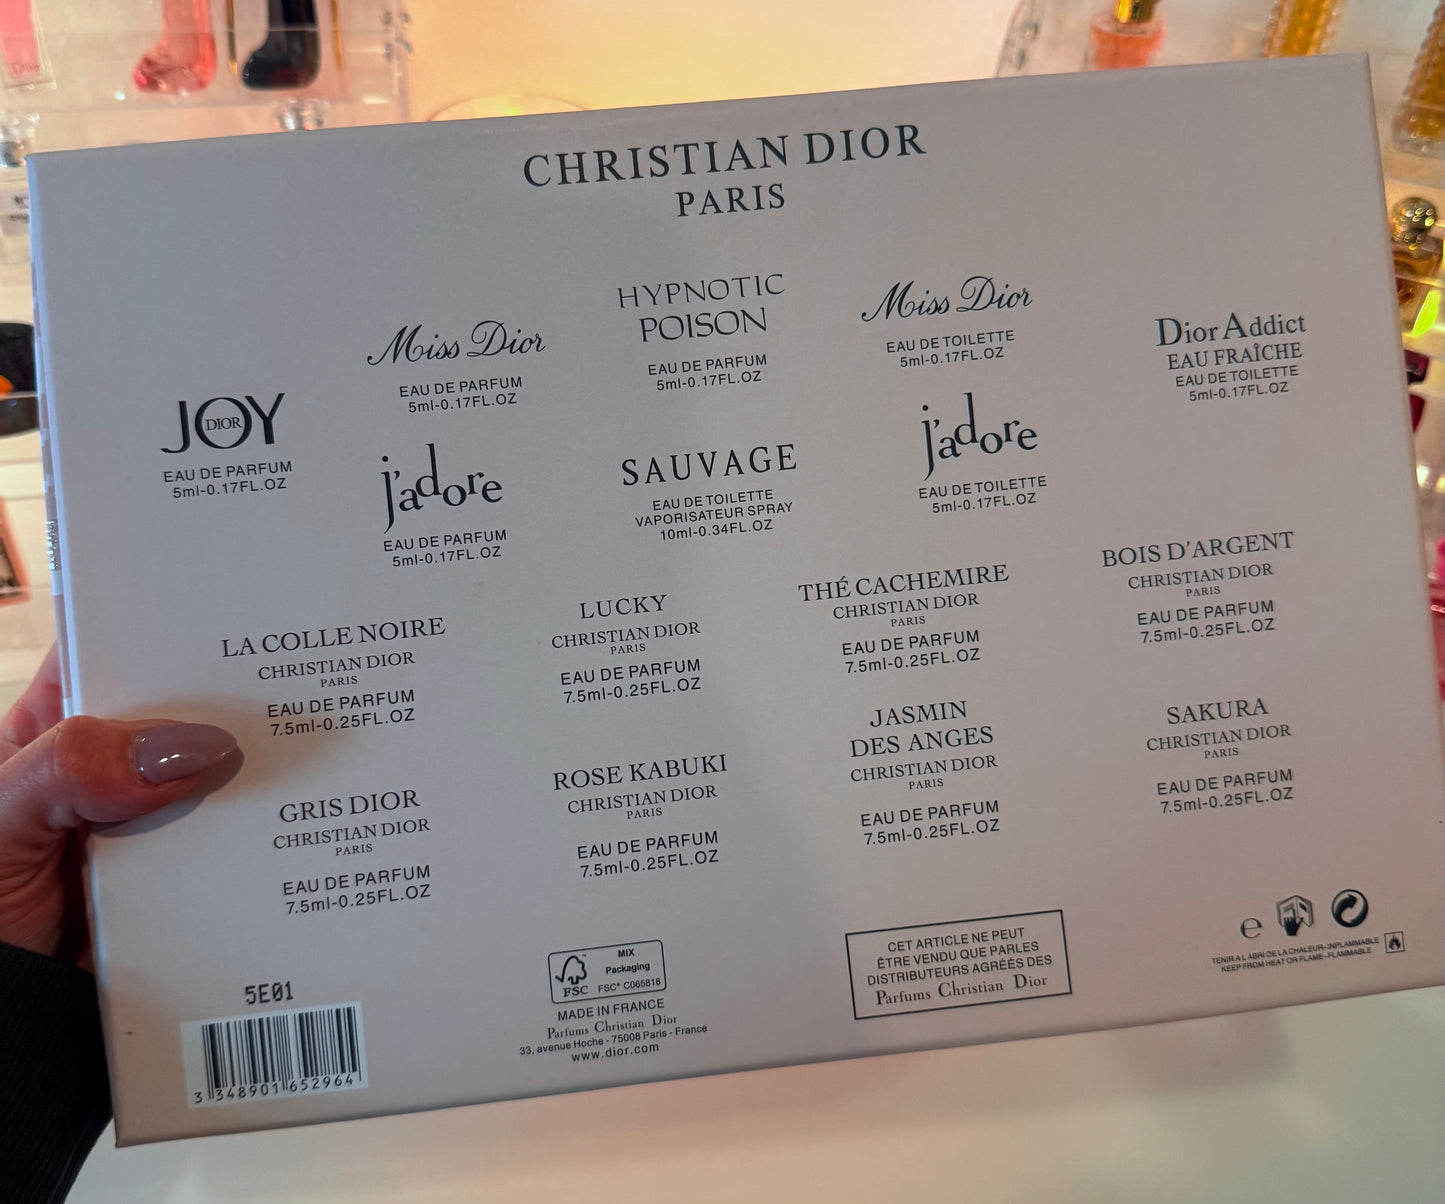 CHRISTIAN DIOR
PARIS
JOY
DIOR
EAU DE PARFUM
5ml-0.17FL.OZ
Miss Dior
EAU DE PARFUM
5ml-0.17FL.OZ
HYPNOTIC
POISON
EAU DE PARFUM
5ml-0.17FL.OZ
Miss Dior
EAU DE TOILETTE
5ml-0.17FL.OZ
Dior Addict
EAU FRAÎCHE
EAU DE TOILETTE
5ml-0.17FL.OZ
j'adore
EAU DE PARFUM
5ml-0.17FL.OZ
SAUVAGE
EAU DE TOILETTE
VAPORISATEUR SPRAY
10ml-0.34FL.OZ
j'adore
EAU DE TOILETTE
5ml-0.17FL.OZ
LA COLLE NOIRE
CHRISTIAN DIOR
PARIS
EAU DE PARFUM
7.5ml-0.25FL.OZ
LUCKY
CHRISTIAN DIOR
PARIS
EAU DE PARFUM
7.5ml-0.25FL.OZ
THÉ CACHEMIRE
CHRISTIAN DIOR
PARIS
EAU DE PARFUM
7.5ml-0.25FL.OZ
BOIS D'ARGENT
CHRISTIAN DIOR
PARIS
EAU DE PARFUM
7.5ml-0.25FL.OZ
GRIS DIOR
CHRISTIAN DIOR
PARIS
EAU DE PARFUM
7.5ml-0.25FL.OZ
ROSE KABUKI
CHRISTIAN DIOR
PARIS
EAU DE PARFUM
7.5ml-0.25FL.OZ
JASMIN
DES ANGES
CHRISTIAN DIOR
PARIS
EAU DE PARFUM
7.5ml-0.25FL.OZ
SAKURA
CHRISTIAN DIOR
PARIS
EAU DE PARFUM
7.5ml-0.25FL.OZ
5E01
3 348901 652964
FSC
MIX
Packaging
FSC® C065818
MADE IN FRANCE
Parfums Christian Dior
33, avenue Hoche - 75008 Paris - France
www.dior.com
CET ARTICLE NE PEUT
ÊTRE VENDU QUE PARLES
DISTRIBUTEURS AGRÉÉS DES
Parfums Christian Dior
e
TENIR A L'ABRI DE LA CHALEUR-INPLAMMABLE
KEEP FROM HEAT OR FLAME-FLAMMABLE